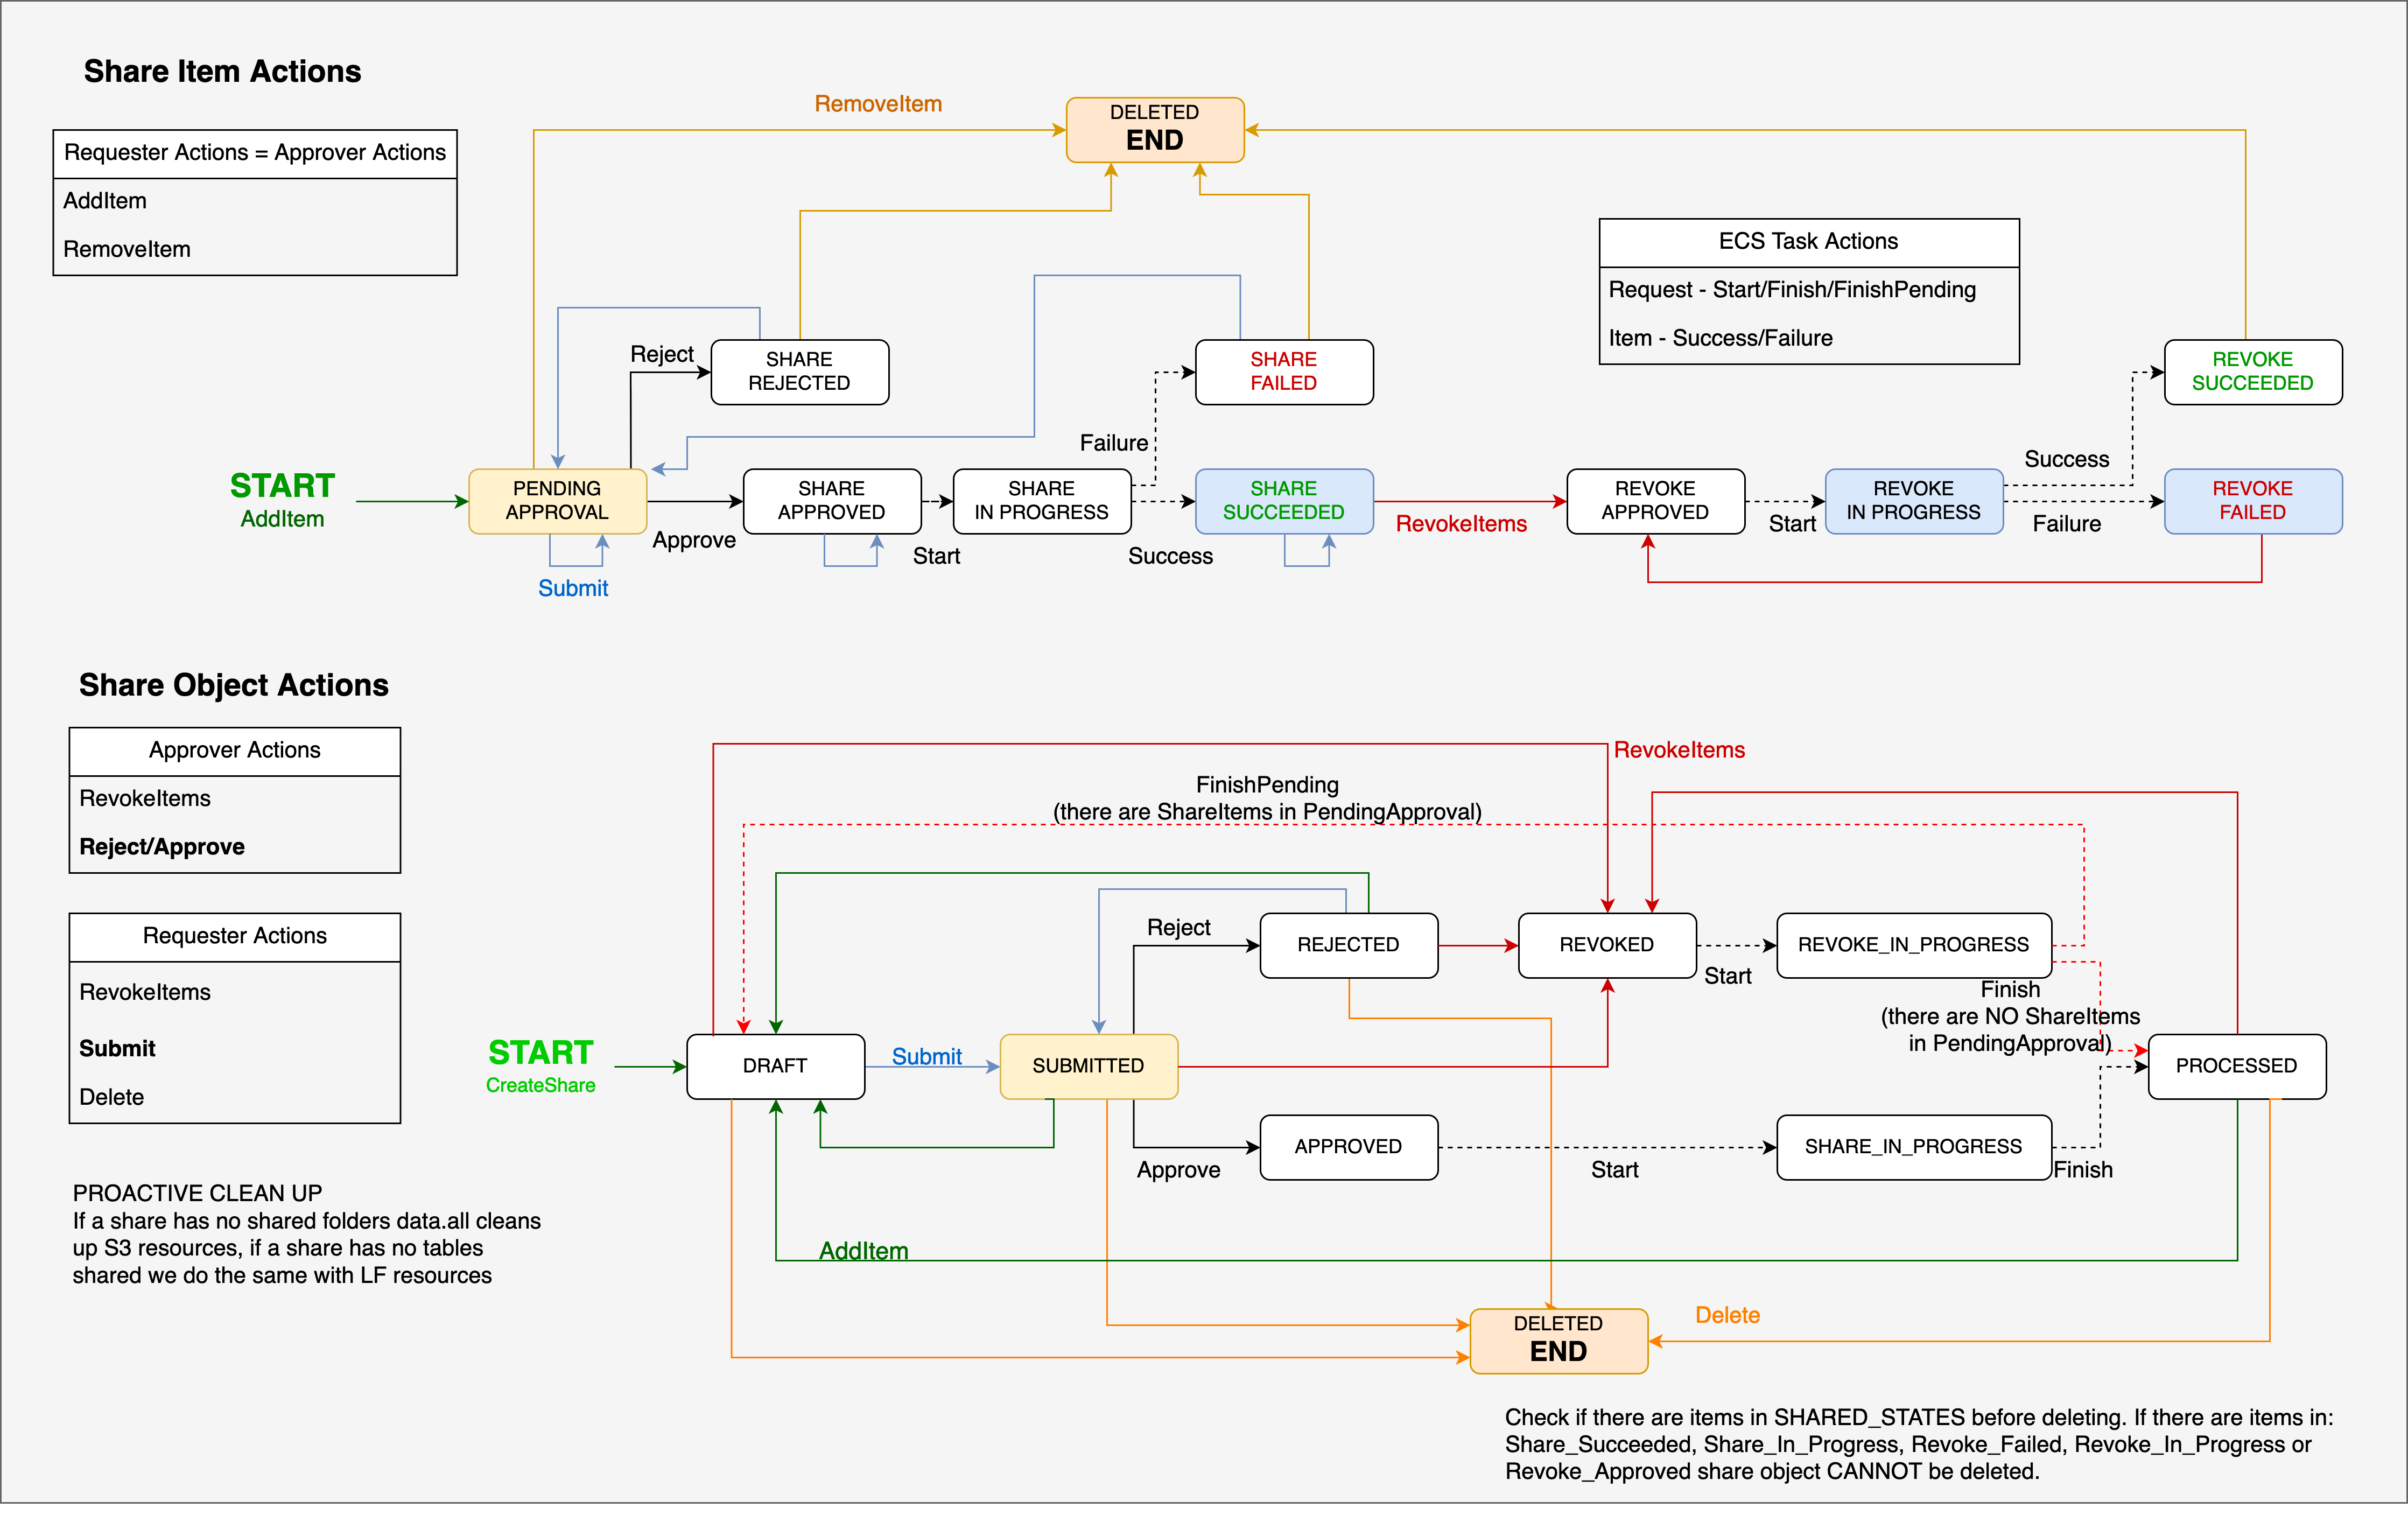 Share Item Actions
RemoveItem
DELETED
END
Requester Actions = Approver Actions
AddItem
RemoveItem
ECS Task Actions
Request - Start/Finish/FinishPending
Item - Success/Failure
Reject
SHARE
REJECTED
SHARE
FAILED
REVOKE
SUCCEEDED
Failure
Success
START
AddItem
PENDING
APPROVAL
SHARE
APPROVED
SHARE
IN PROGRESS
SHARE
SUCCEEDED
RevokeItems
REVOKE
APPROVED
Start
REVOKE
IN PROGRESS
Failure
REVOKE
FAILED
Approve
Start
Success
Submit
Share Object Actions
Approver Actions
RevokeItems
Reject/Approve
Requester Actions
RevokeItems
Submit
Delete
RevokeItems
FinishPending
(there are ShareItems in PendingApproval)
Reject
REJECTED
REVOKED
Start
REVOKE_IN_PROGRESS
Finish
(there are NO ShareItems
in PendingApproval)
START
CreateShare
DRAFT
Submit
SUBMITTED
PROCESSED
Approve
APPROVED
Start
SHARE_IN_PROGRESS
Finish
PROACTIVE CLEAN UP
If a share has no shared folders data.all cleans
up S3 resources, if a share has no tables
shared we do the same with LF resources
AddItem
DELETED
END
Delete
Check if there are items in SHARED_STATES before deleting. If there are items in:
Share_Succeeded, Share_In_Progress, Revoke_Failed, Revoke_In_Progress or
Revoke_Approved share object CANNOT be deleted.